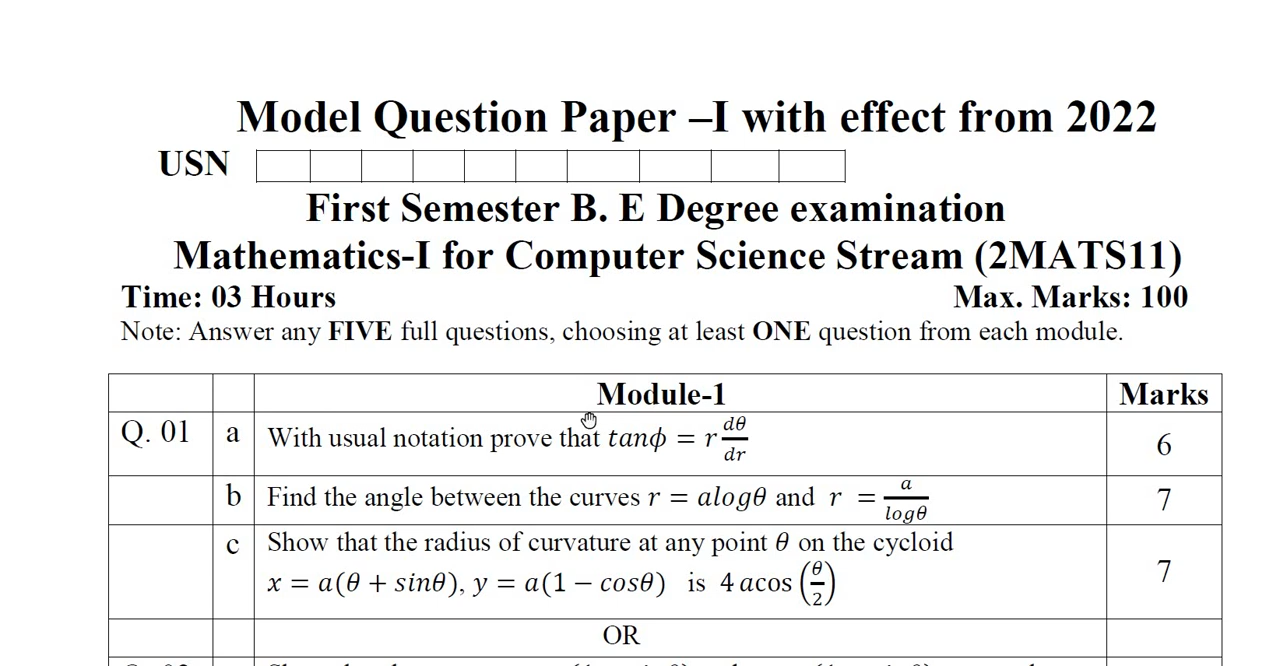 Model Question Paper –I with effect from 2022
USN
First Semester B. E Degree examination
Mathematics-I for Computer Science Stream (2MATS11)
Time: 03 Hours Max. Marks: 100
Note: Answer any FIVE full questions, choosing at least ONE question from each module.
Module-1 Marks
Q. 01 a With usual notation prove that tanϕ = r dθ/dr 6
b Find the angle between the curves r = alogθ and r = a/logθ 7
c Show that the radius of curvature at any point θ on the cycloid
x = a(θ + sinθ), y = a(1 − cosθ) is 4 acos (θ/2) 7
OR